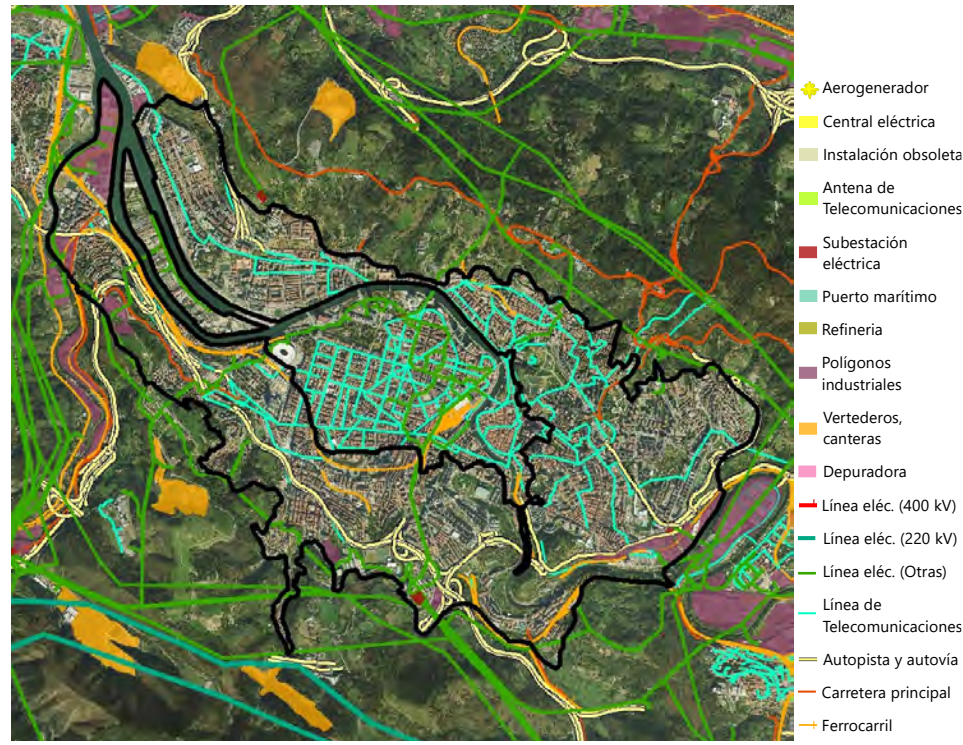 Aerogenerador
Central eléctrica
Instalación obsoleta
Antena de
Telecomunicaciones
Subestación
eléctrica
Puerto marítimo
Refineria
Polígonos
industriales
Vertederos,
canteras
Depuradora
Línea eléc. (400 kV)
Línea eléc. (220 kV)
Línea eléc. (Otras)
Línea de
Telecomunicaciones
Autopista y autovía
Carretera principal
Ferrocarril